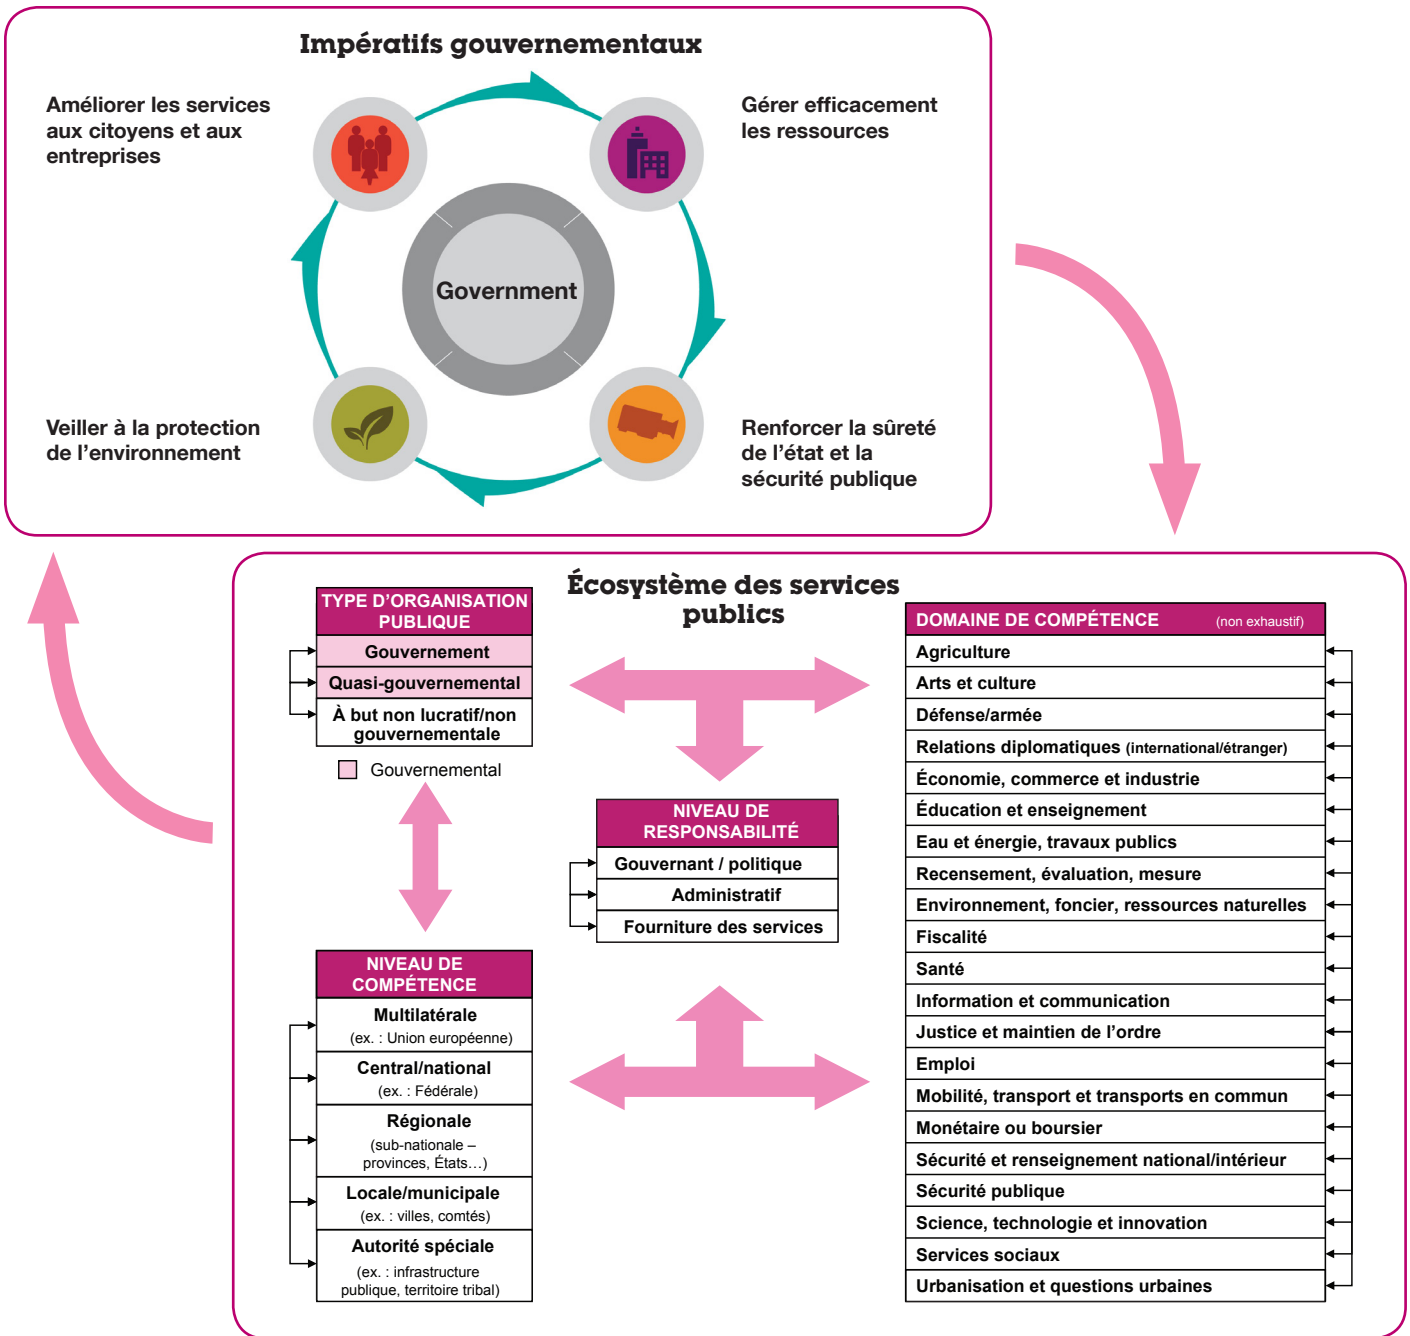 Impératifs gouvernementaux
Améliorer les services
aux citoyens et aux
entreprises
Gérer efficacement
les ressources
Government
Veiller à la protection
de l'environnement
Renforcer la sûreté
de l'état et la
sécurité publique
Écosystème des services
publics
TYPE D'ORGANISATION
PUBLIQUE
Gouvernement
Quasi-gouvernemental
À but non lucratif/non
gouvernementale
Gouvernemental
NIVEAU DE
RESPONSABILITÉ
Gouvernant / politique
Administratif
Fourniture des services
NIVEAU DE
COMPÉTENCE
Multilatérale
(ex. : Union européenne)
Central/national
(ex. : Fédérale)
Régionale
(sub-nationale –
provinces, États…)
Locale/municipale
(ex. : villes, comtés)
Autorité spéciale
(ex. : infrastructure
publique, territoire tribal)
DOMAINE DE COMPÉTENCE (non exhaustif)
Agriculture
Arts et culture
Défense/armée
Relations diplomatiques (international/étranger)
Économie, commerce et industrie
Éducation et enseignement
Eau et énergie, travaux publics
Recensement, évaluation, mesure
Environnement, foncier, ressources naturelles
Fiscalité
Santé
Information et communication
Justice et maintien de l'ordre
Emploi
Mobilité, transport et transports en commun
Monétaire ou boursier
Sécurité et renseignement national/intérieur
Sécurité publique
Science, technologie et innovation
Services sociaux
Urbanisation et questions urbaines